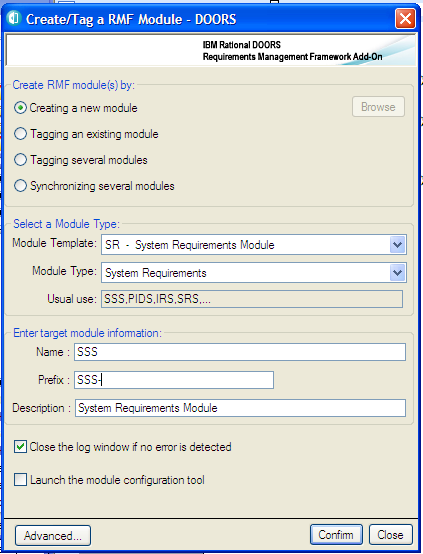 Create/Tag a RMF Module - DOORS
IBM Rational DOORS
Requirements Management Framework Add-On
Create RMF module(s) by:
Creating a new module
Browse
Tagging an existing module
Tagging several modules
Synchronizing several modules
Select a Module Type:
Module Template: SR - System Requirements Module
Module Type: System Requirements
Usual use: SSS,PIDS,IRS,SRS,...
Enter target module information:
Name : SSS
Prefix : SSS-
Description : System Requirements Module
Close the log window if no error is detected
Launch the module configuration tool
Advanced... Confirm Close